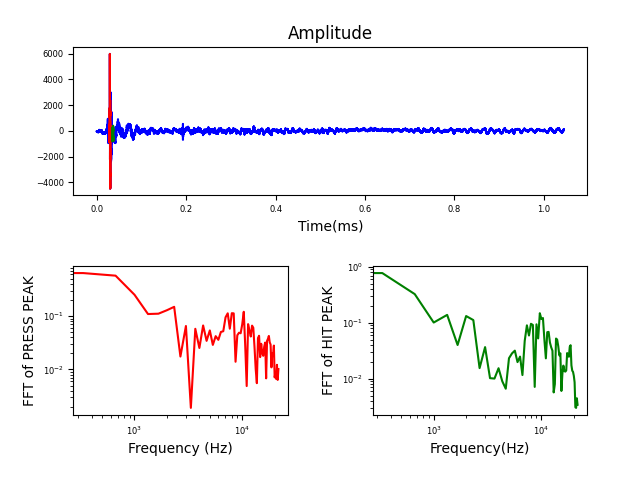 Amplitude
6000
4000
2000
0
−2000
−4000
0.0 0.2 0.4 0.6 0.8 1.0
Time(ms)
FFT of PRESS PEAK
10⁻¹
10⁻²
10³ 10⁴
Frequency (Hz)
FFT of HIT PEAK
10⁰
10⁻¹
10⁻²
10³ 10⁴
Frequency(Hz)